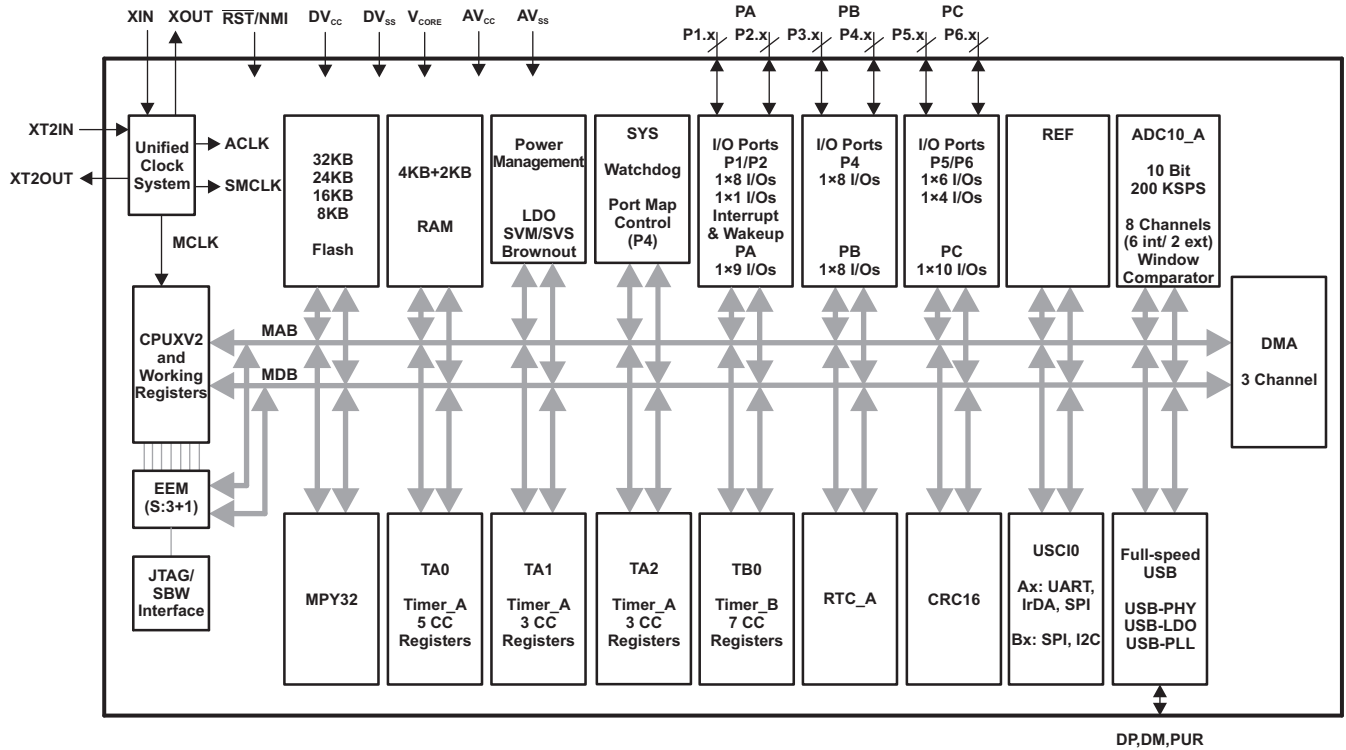 XIN XOUT RST/NMI DVCC DVSS VCORE AVCC AVSS
PA PB PC
P1.x P2.x P3.x P4.x P5.x P6.x
XT2IN
XT2OUT
Unified
Clock
System
ACLK
SMCLK
MCLK
32KB
24KB
16KB
8KB
Flash
4KB+2KB
RAM
Power
Management
LDO
SVM/SVS
Brownout
SYS
Watchdog
Port Map
Control
(P4)
I/O Ports
P1/P2
1×8 I/Os
1×1 I/Os
Interrupt
& Wakeup
PA
1×9 I/Os
I/O Ports
P4
1×8 I/Os
PB
1×8 I/Os
I/O Ports
P5/P6
1×6 I/Os
1×4 I/Os
PC
1×10 I/Os
REF
ADC10_A
10 Bit
200 KSPS
8 Channels
(6 int/ 2 ext)
Window
Comparator
CPUXV2
and
Working
Registers
MAB
MDB
DMA
3 Channel
EEM
(S:3+1)
JTAG/
SBW
Interface
MPY32
TA0
Timer_A
5 CC
Registers
TA1
Timer_A
3 CC
Registers
TA2
Timer_A
3 CC
Registers
TB0
Timer_B
7 CC
Registers
RTC_A
CRC16
USCI0
Ax: UART,
IrDA, SPI
Bx: SPI, I2C
Full-speed
USB
USB-PHY
USB-LDO
USB-PLL
DP,DM,PUR